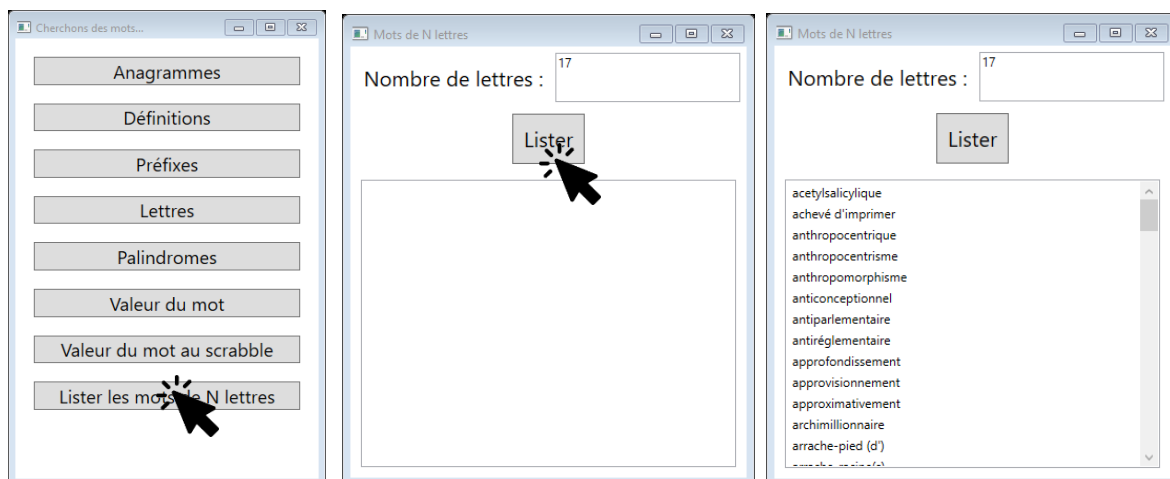 Cherchons des mots...
Anagrammes
Définitions
Préfixes
Lettres
Palindromes
Valeur du mot
Valeur du mot au scrabble
Lister les mots de N lettres
Mots de N lettres
Nombre de lettres :
17
Lister
Mots de N lettres
Nombre de lettres :
17
Lister
acetylsalicylique
achevé d'imprimer
anthropocentrique
anthropocentrisme
anthropomorphisme
anticonceptionnel
antiparlementaire
antiréglementaire
approfondissement
approvisionnement
approximativement
archimillionnaire
arrache-pied (d')